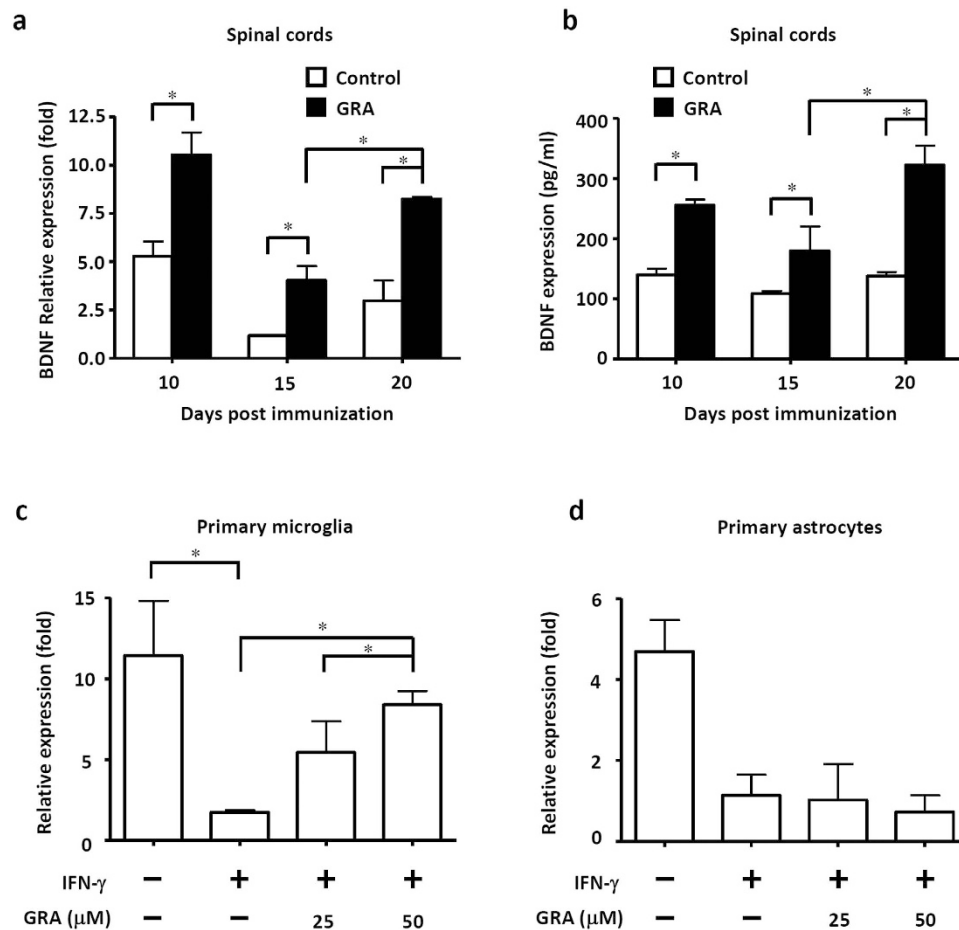 a
Spinal cords
Control
GRA
*
*
*
*
12.5
10.0
7.5
5.0
2.5
0.0
BDNF Relative expression (fold)
10 15 20
Days post immunization
b
Spinal cords
Control
GRA
*
*
*
*
400
300
200
100
0
BDNF expression (pg/ml)
10 15 20
Days post immunization
c
Primary microglia
*
*
*
15
10
5
0
Relative expression (fold)
IFN-γ − + + +
GRA (μM) − − 25 50
d
Primary astrocytes
6
4
2
0
Relative expression (fold)
IFN-γ − + + +
GRA (μM) − − 25 50